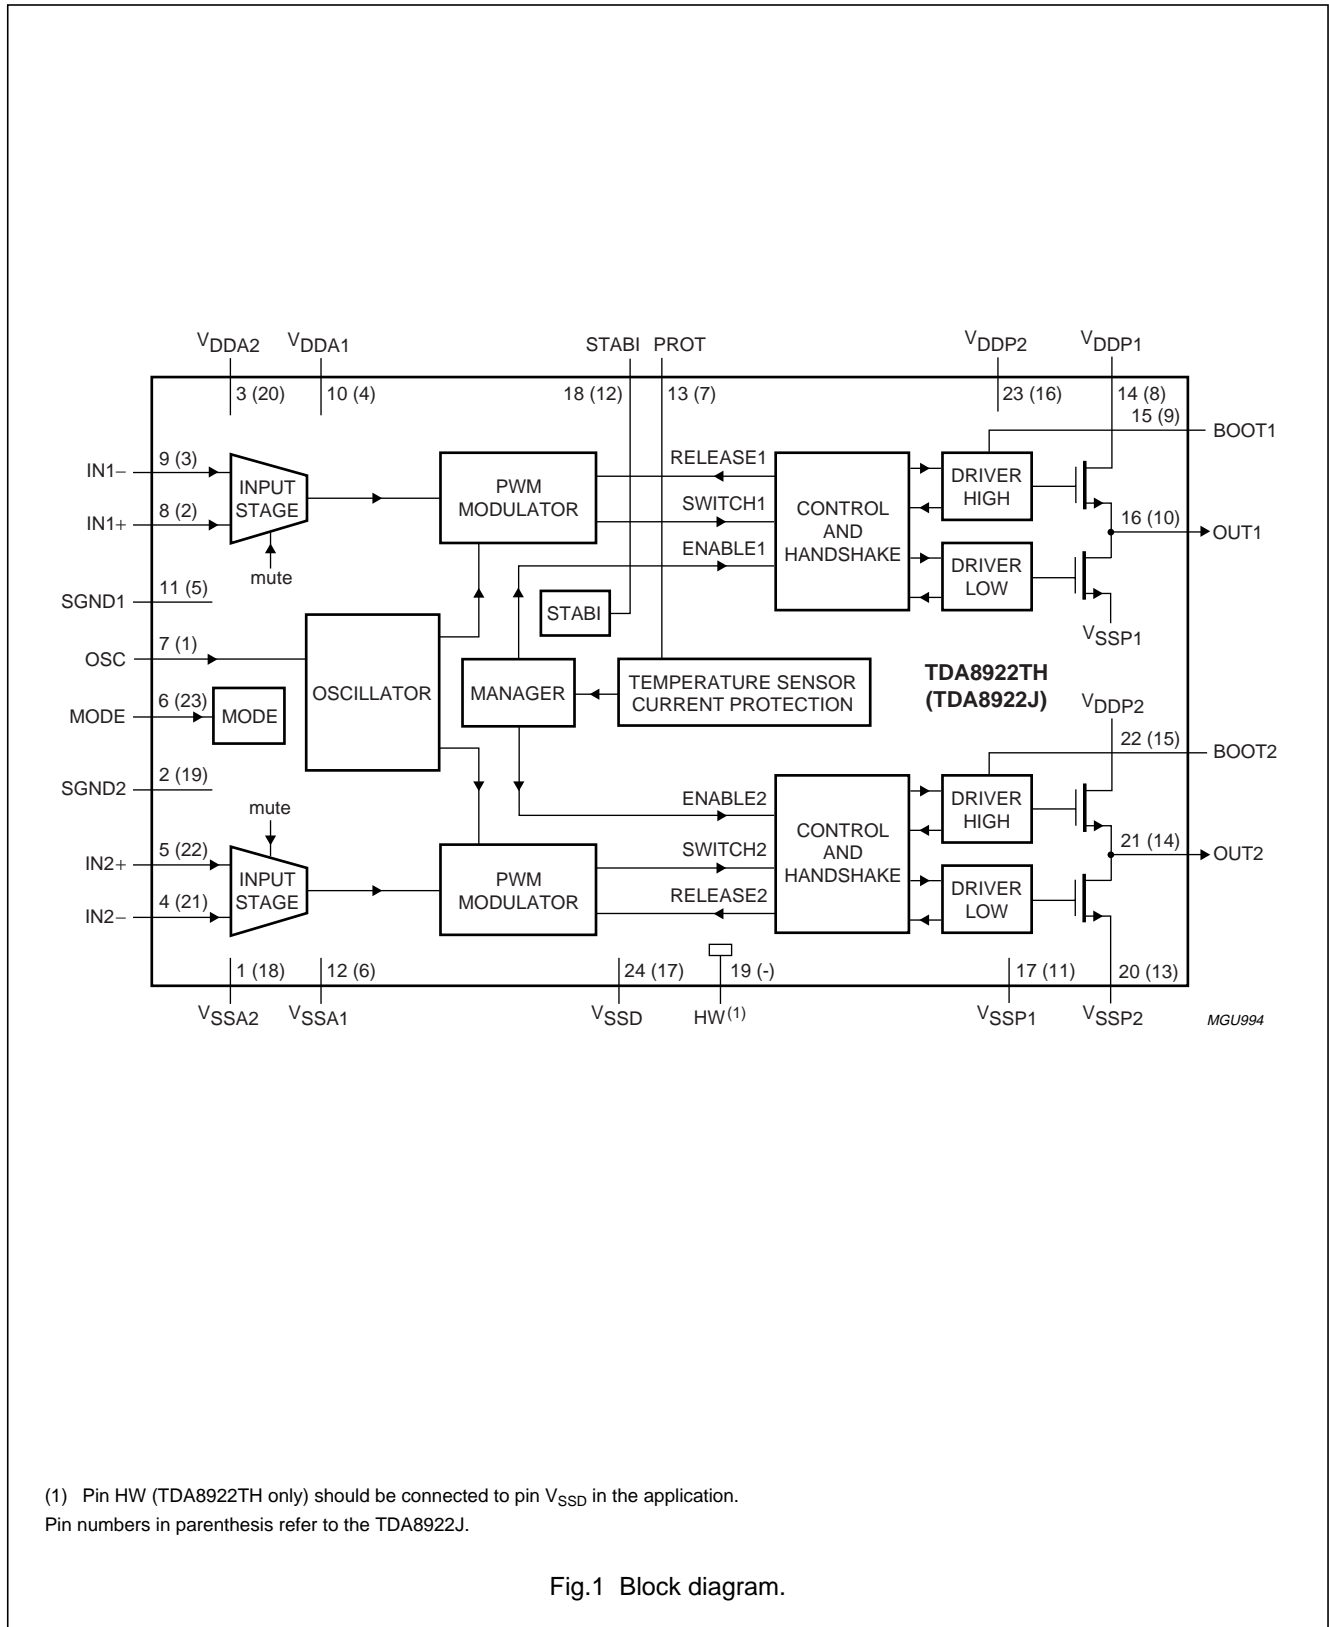 VDDA2 VDDA1 STABI PROT VDDP2 VDDP1
3 (20) 10 (4) 18 (12) 13 (7) 23 (16) 14 (8)
15 (9) BOOT1
IN1− 9 (3)
INPUT STAGE
IN1+ 8 (2)
mute
PWM MODULATOR
RELEASE1
SWITCH1
ENABLE1
CONTROL AND HANDSHAKE
DRIVER HIGH
DRIVER LOW
16 (10) OUT1
VSSP1
SGND1 11 (5)
STABI
OSC 7 (1)
OSCILLATOR
MANAGER
TEMPERATURE SENSOR
CURRENT PROTECTION
TDA8922TH
(TDA8922J)
MODE 6 (23) MODE
VDDP2
22 (15) BOOT2
SGND2 2 (19)
mute
IN2+ 5 (22)
INPUT STAGE
IN2− 4 (21)
PWM MODULATOR
ENABLE2
SWITCH2
RELEASE2
CONTROL AND HANDSHAKE
DRIVER HIGH
DRIVER LOW
21 (14) OUT2
1 (18) 12 (6) 24 (17) 19 (-) 17 (11) 20 (13)
VSSA2 VSSA1 VSSD HW(1) VSSP1 VSSP2 MGU994
(1) Pin HW (TDA8922TH only) should be connected to pin VSSD in the application.
Pin numbers in parenthesis refer to the TDA8922J.
Fig.1 Block diagram.